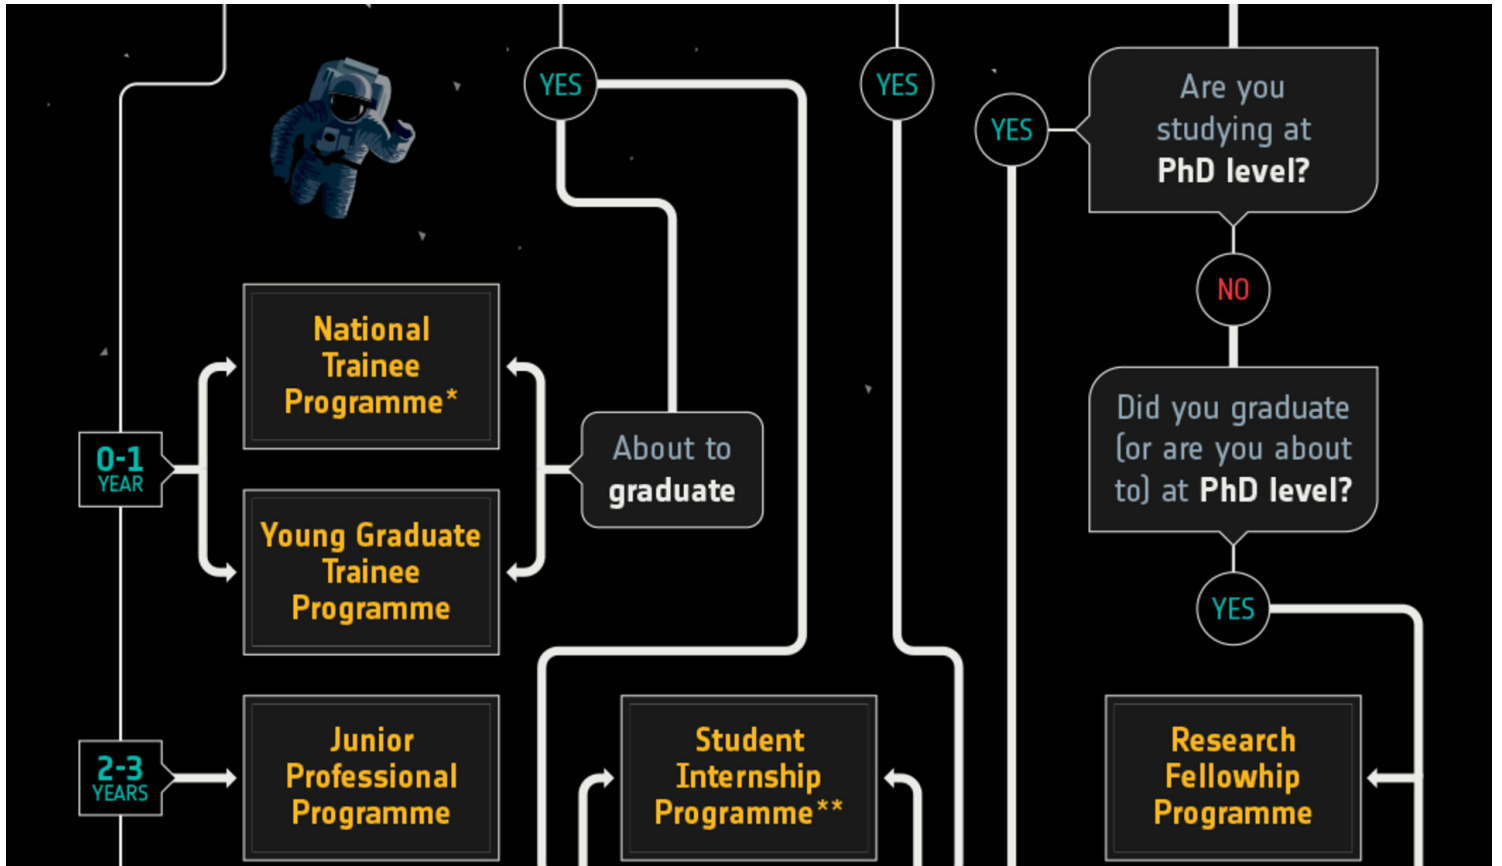 YES
YES
YES
Are you
studying at
PhD level?
NO
National
Trainee
Programme*
Did you graduate
(or are you about
to) at PhD level?
0-1
YEAR
About to
graduate
Young Graduate
Trainee
Programme
YES
2-3
YEARS
Junior
Professional
Programme
Student
Internship
Programme**
Research
Fellowhip
Programme